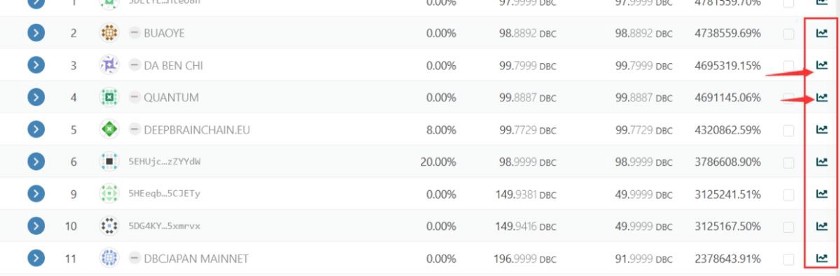 1 97.9999 DBC 97.9999 DBC 4781559.70%
2 BUAOYE 0.00% 98.8892 DBC 98.8892 DBC 4738559.69%
3 DA BEN CHI 0.00% 99.7999 DBC 99.7999 DBC 4695319.15%
4 QUANTUM 0.00% 99.8887 DBC 99.8887 DBC 4691145.06%
5 DEEPBRAINCHAIN.EU 8.00% 99.7729 DBC 99.7729 DBC 4320862.59%
6 5EHUjc…zZYYdW 20.00% 98.9999 DBC 98.9999 DBC 3786608.90%
9 5HEeqb…5CJETy 0.00% 149.9381 DBC 49.9999 DBC 3125241.51%
10 5DG4KY…5xmrvx 0.00% 149.9416 DBC 49.9999 DBC 3125167.50%
11 DBCJAPAN MAINNET 0.00% 196.9999 DBC 91.9999 DBC 2378643.91%